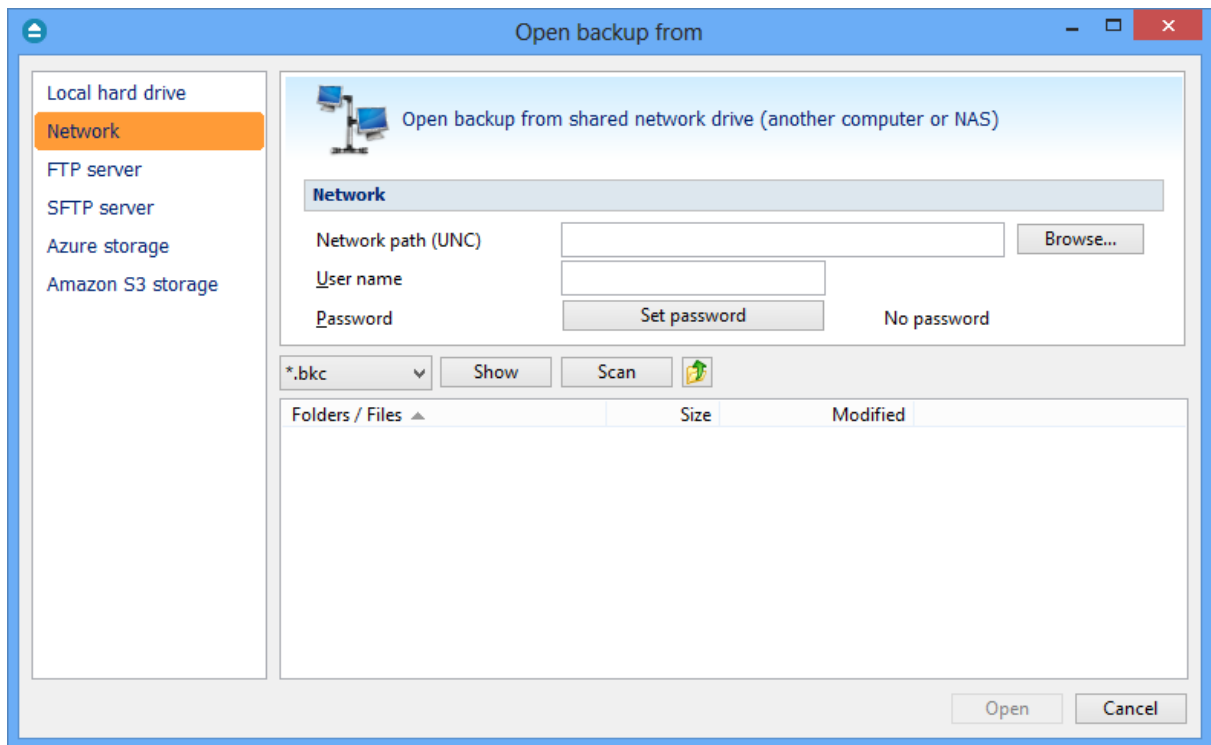 Open backup from
Local hard drive
Network
FTP server
SFTP server
Azure storage
Amazon S3 storage
Open backup from shared network drive (another computer or NAS)
Network
Network path (UNC) Browse...
User name
Password Set password No password
*.bkc Show Scan
Folders / Files Size Modified
Open Cancel